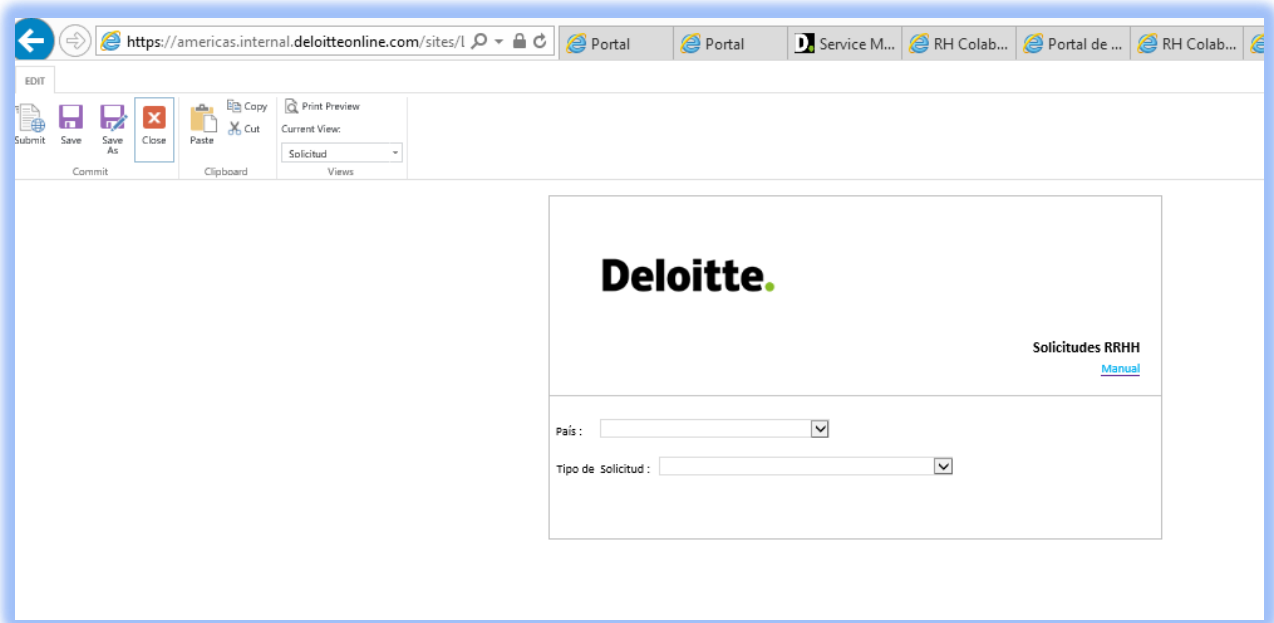 https://americas.internal.deloitteonline.com/sites/l
Portal
Portal
D. Service M...
RH Colab...
Portal de ...
RH Colab...
EDIT
Submit
Save
Save As
Close
Paste
Copy
Cut
Print Preview
Current View:
Solicitud
Commit
Clipboard
Views
Deloitte.
Solicitudes RRHH
Manual
País :
Tipo de Solicitud :